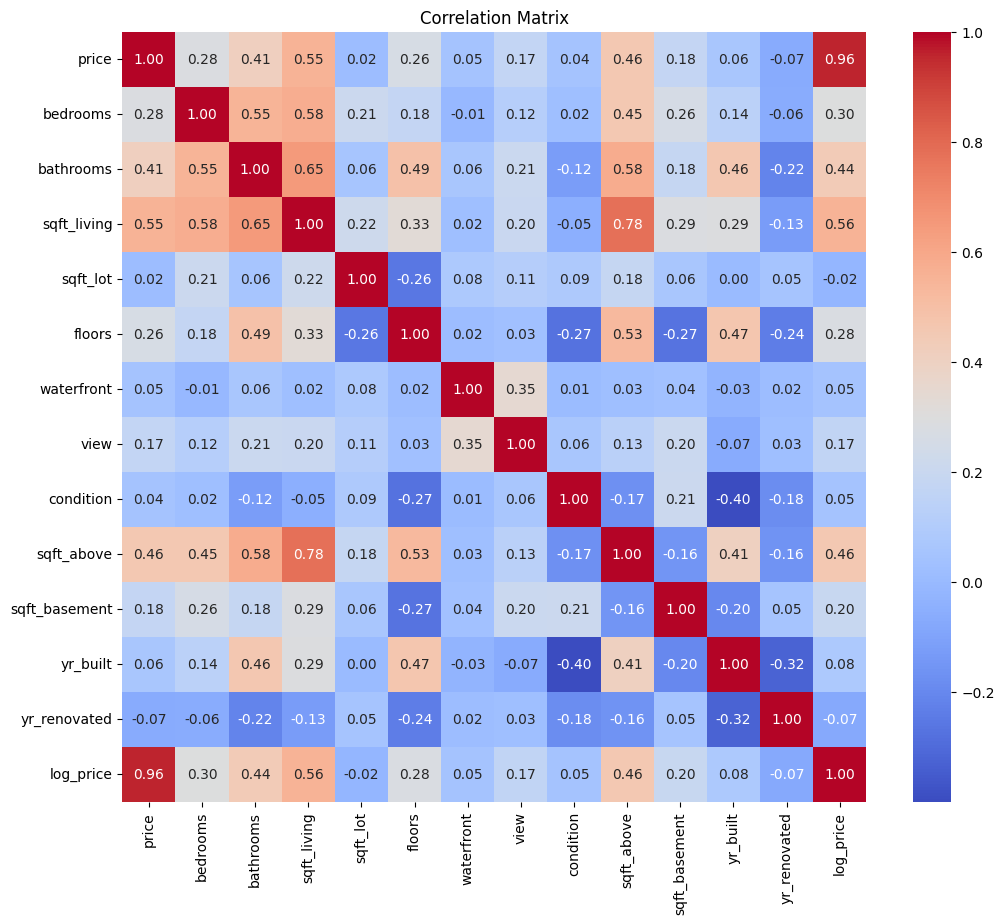 Correlation Matrix
price 1.00 0.28 0.41 0.55 0.02 0.26 0.05 0.17 0.04 0.46 0.18 0.06 -0.07 0.96
bedrooms 0.28 1.00 0.55 0.58 0.21 0.18 -0.01 0.12 0.02 0.45 0.26 0.14 -0.06 0.30
bathrooms 0.41 0.55 1.00 0.65 0.06 0.49 0.06 0.21 -0.12 0.58 0.18 0.46 -0.22 0.44
sqft_living 0.55 0.58 0.65 1.00 0.22 0.33 0.02 0.20 -0.05 0.78 0.29 0.29 -0.13 0.56
sqft_lot 0.02 0.21 0.06 0.22 1.00 -0.26 0.08 0.11 0.09 0.18 0.06 0.00 0.05 -0.02
floors 0.26 0.18 0.49 0.33 -0.26 1.00 0.02 0.03 -0.27 0.53 -0.27 0.47 -0.24 0.28
waterfront 0.05 -0.01 0.06 0.02 0.08 0.02 1.00 0.35 0.01 0.03 0.04 -0.03 0.02 0.05
view 0.17 0.12 0.21 0.20 0.11 0.03 0.35 1.00 0.06 0.13 0.20 -0.07 0.03 0.17
condition 0.04 0.02 -0.12 -0.05 0.09 -0.27 0.01 0.06 1.00 -0.17 0.21 -0.40 -0.18 0.05
sqft_above 0.46 0.45 0.58 0.78 0.18 0.53 0.03 0.13 -0.17 1.00 -0.16 0.41 -0.16 0.46
sqft_basement 0.18 0.26 0.18 0.29 0.06 -0.27 0.04 0.20 0.21 -0.16 1.00 -0.20 0.05 0.20
yr_built 0.06 0.14 0.46 0.29 0.00 0.47 -0.03 -0.07 -0.40 0.41 -0.20 1.00 -0.32 0.08
yr_renovated -0.07 -0.06 -0.22 -0.13 0.05 -0.24 0.02 0.03 -0.18 -0.16 0.05 -0.32 1.00 -0.07
log_price 0.96 0.30 0.44 0.56 -0.02 0.28 0.05 0.17 0.05 0.46 0.20 0.08 -0.07 1.00
price bedrooms bathrooms sqft_living sqft_lot floors waterfront view condition sqft_above sqft_basement yr_built yr_renovated log_price
1.0
0.8
0.6
0.4
0.2
0.0
−0.2